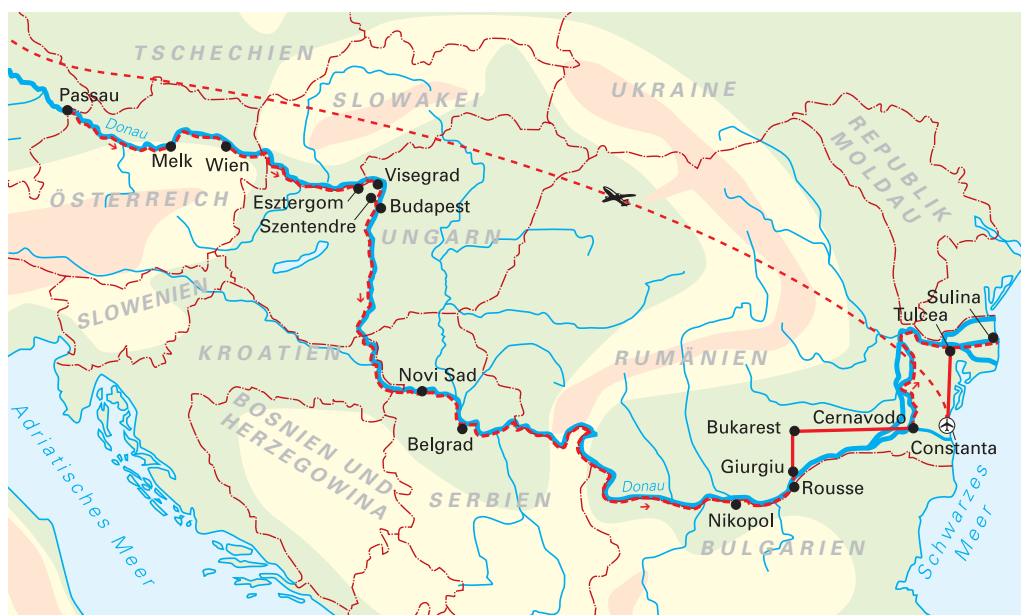 TSCHECHIEN
SLOWAKEI
UKRAINE
Passau
Donau
Melk
Wien
REPUBLIK
MOLDAU
ÖSTERREICH
Visegrad
Esztergom
Budapest
Szentendre
UNGARN
SLOWENIEN
Sulina
Tulcea
KROATIEN
RUMÄNIEN
Novi Sad
Adriatisches Meer
BOSNIEN UND
HERZEGOWINA
Belgrad
Bukarest
Cernavodo
Constanta
Giurgiu
Rousse
SERBIEN
Donau
Nikopol
BULGARIEN
Schwarzes
Meer